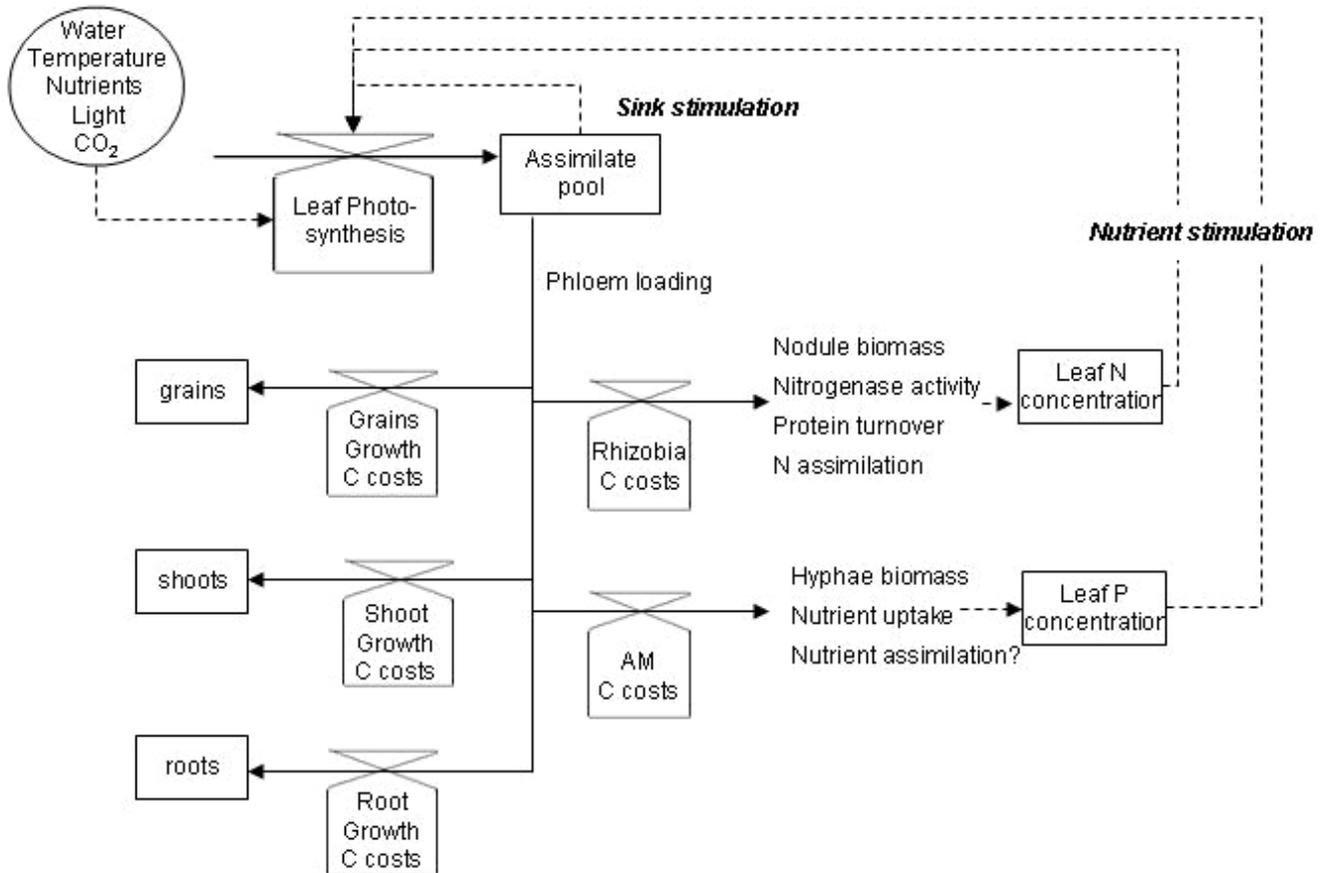 Water
Temperature
Nutrients
Light
CO₂
Sink stimulation
Assimilate
pool
Leaf Photo-
synthesis
Nutrient stimulation
Phloem loading
grains
Grains
Growth
C costs
Rhizobia
C costs
Nodule biomass
Nitrogenase activity
Protein turnover
N assimilation
Leaf N
concentration
shoots
Shoot
Growth
C costs
AM
C costs
Hyphae biomass
Nutrient uptake
Nutrient assimilation?
Leaf P
concentration
roots
Root
Growth
C costs